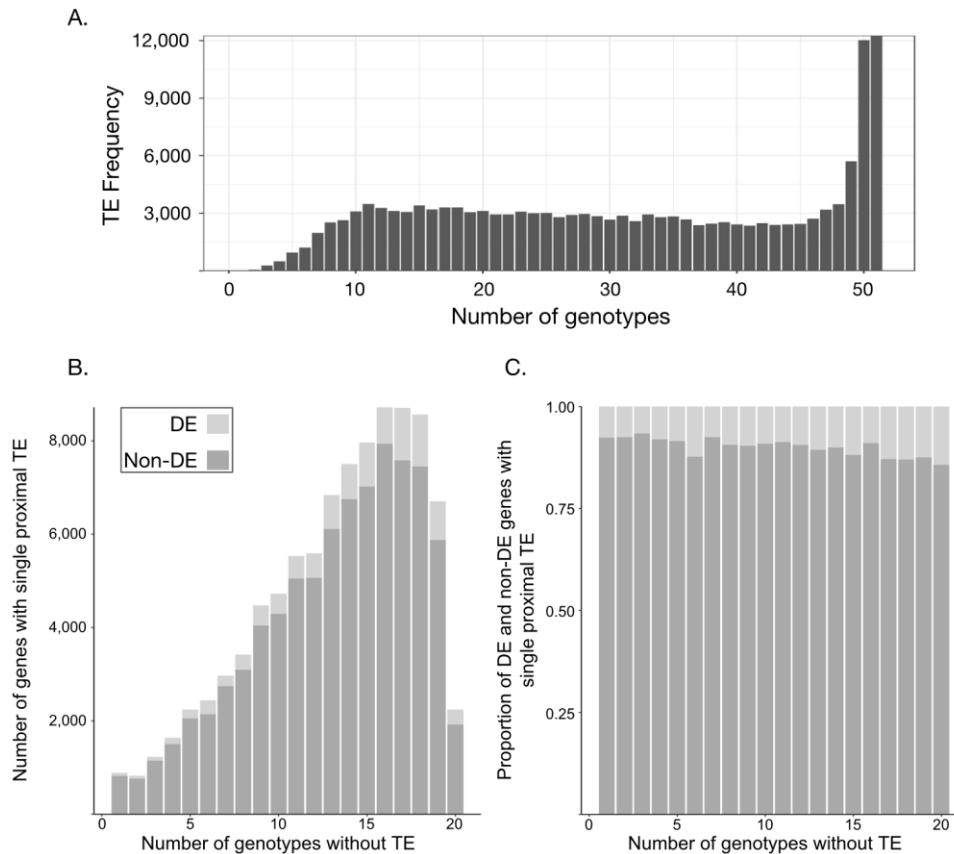 A.
12,000
9,000
6,000
3,000
TE Frequency
0 10 20 30 40 50
Number of genotypes
B.
DE
Non-DE
8,000
6,000
4,000
2,000
Number of genes with single proximal TE
0 5 10 15 20
Number of genotypes without TE
C.
1.00
0.75
0.50
0.25
Proportion of DE and non-DE genes with
single proximal TE
0 5 10 15 20
Number of genotypes without TE